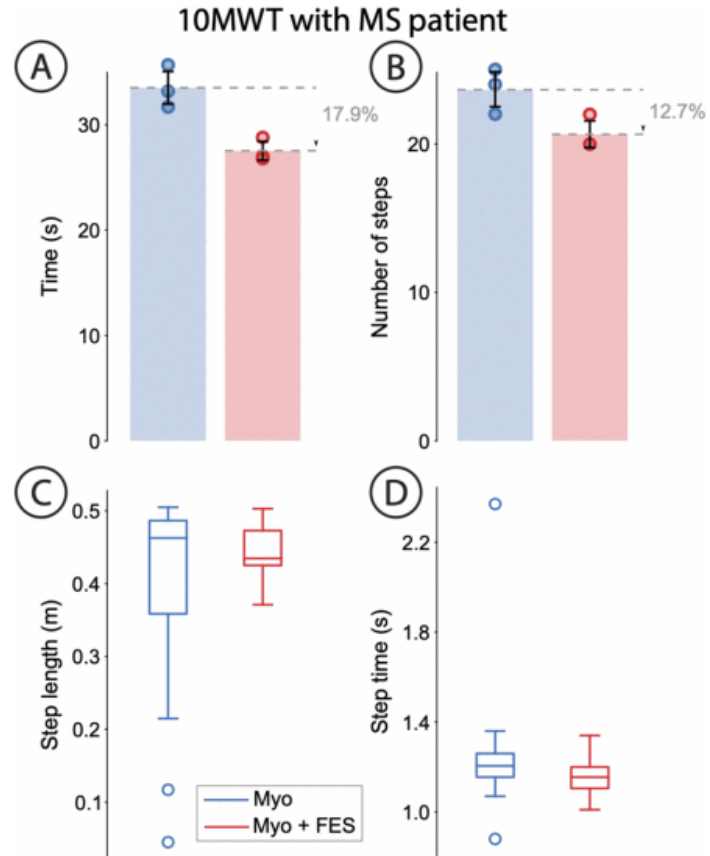 10MWT with MS patient
A
Time (s)
30
20
10
0
17.9%
B
Number of steps
20
10
0
12.7%
C
Step length (m)
0.5
0.4
0.3
0.2
0.1
Myo
Myo + FES
D
Step time (s)
2.2
1.8
1.4
1.0